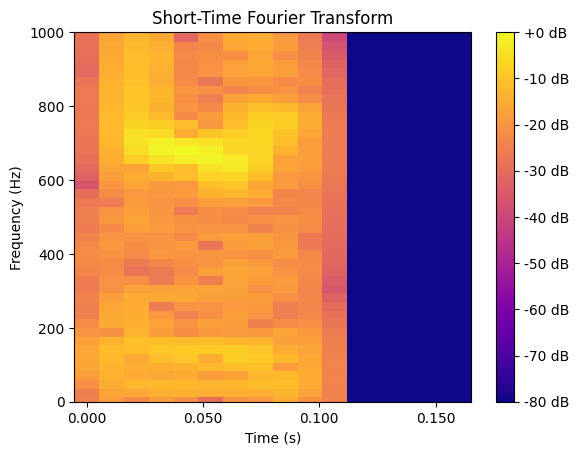 Short-Time Fourier Transform
1000
800
600
400
200
0
Frequency (Hz)
0.000
0.050
0.100
0.150
Time (s)
+0 dB
-10 dB
-20 dB
-30 dB
-40 dB
-50 dB
-60 dB
-70 dB
-80 dB